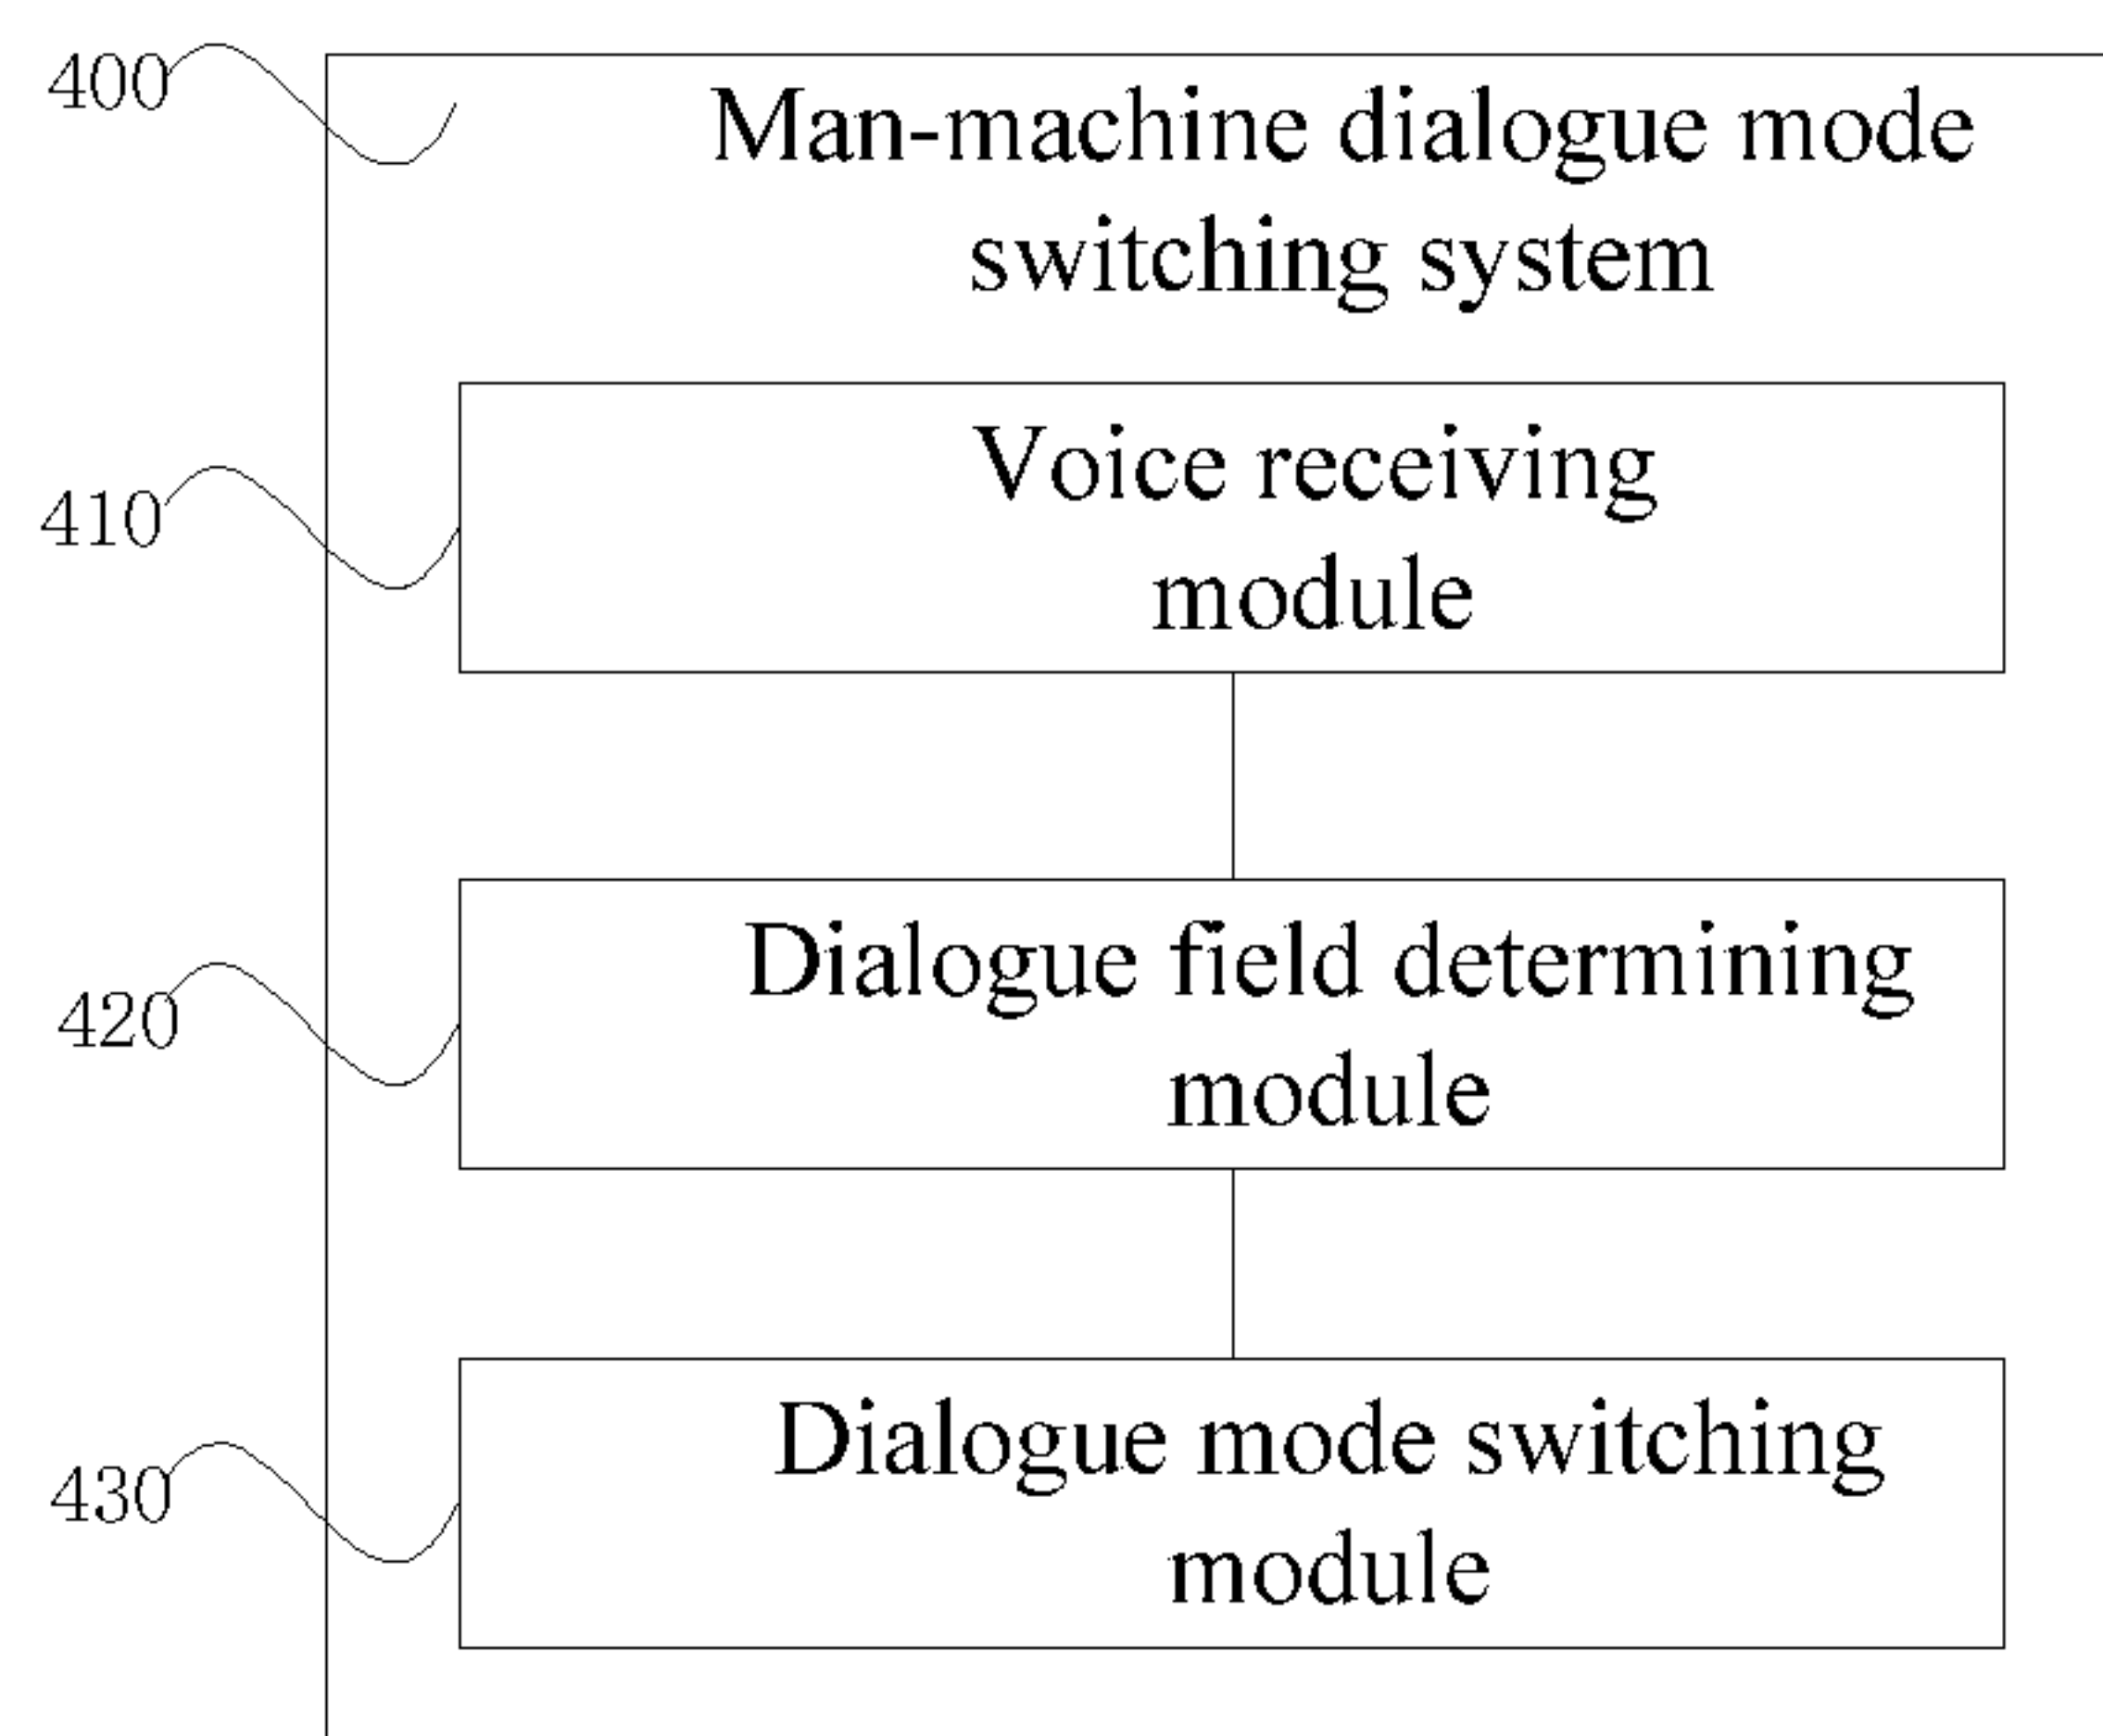 400
Man-machine dialogue mode
switching system
410
Voice receiving
module
420
Dialogue field determining
module
430
Dialogue mode switching
module